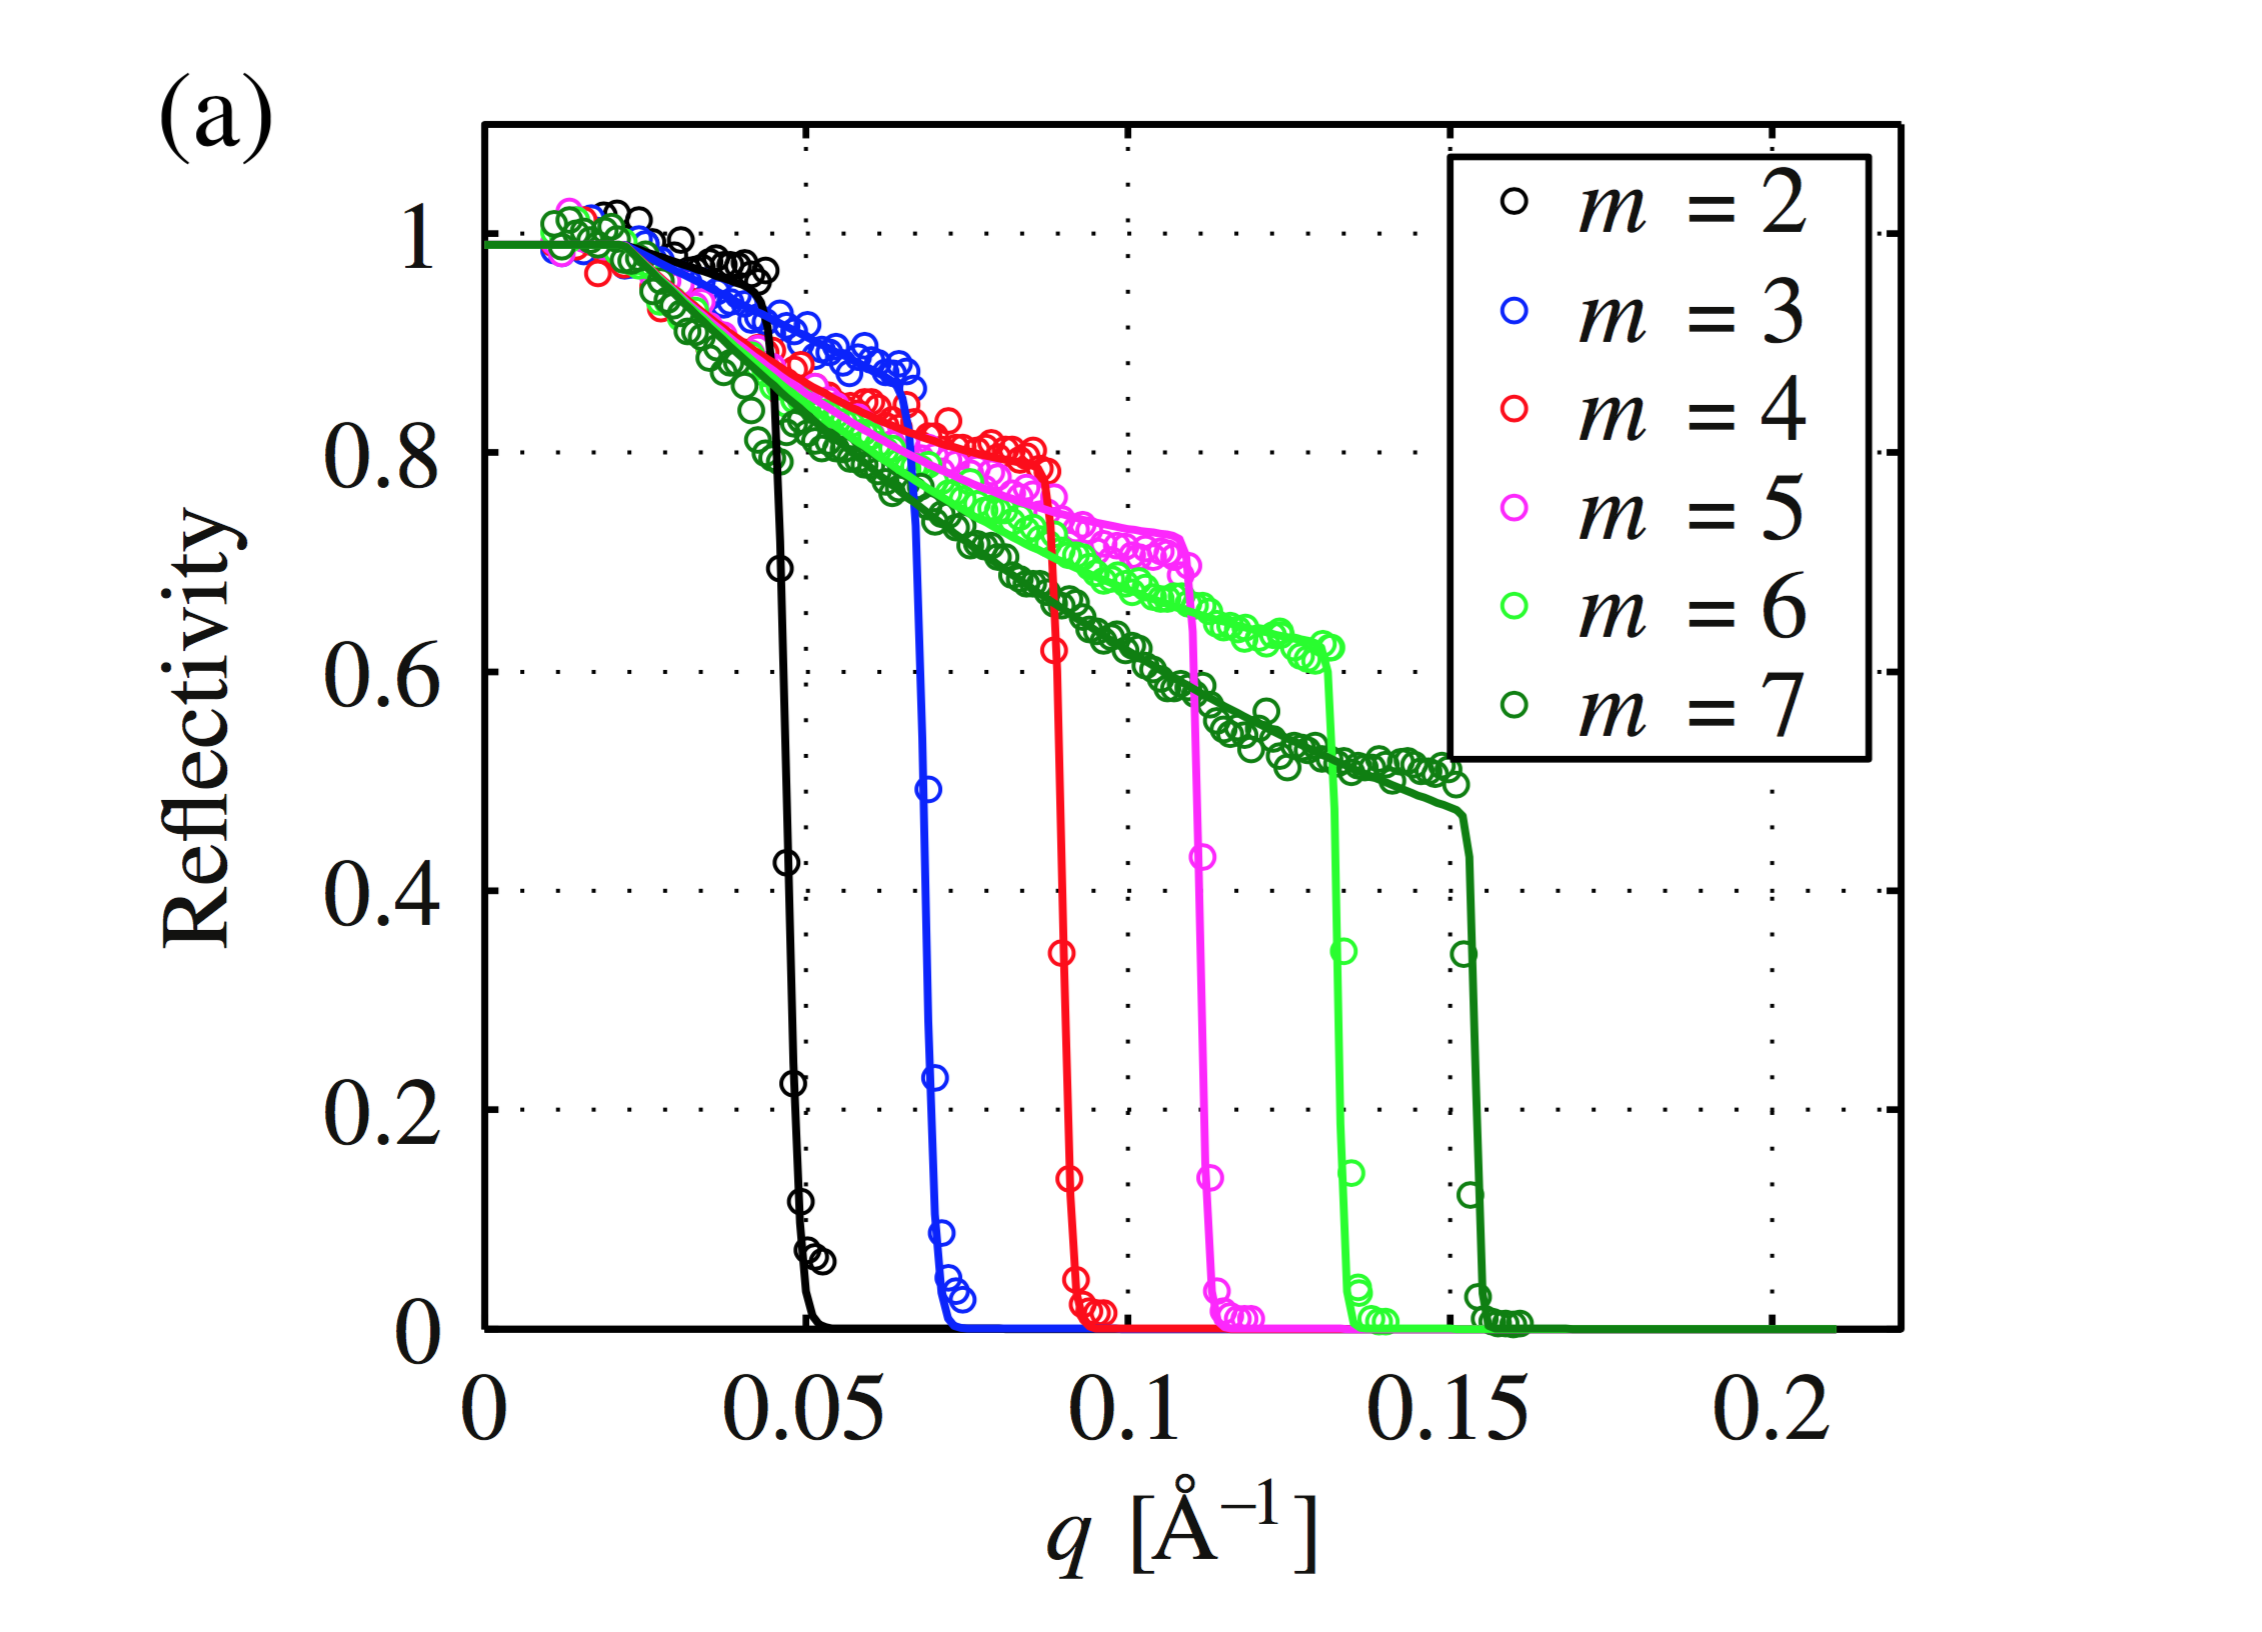 (a)
m = 2
m = 3
m = 4
m = 5
m = 6
m = 7
Reflectivity
1
0.8
0.6
0.4
0.2
0
0 0.05 0.1 0.15 0.2
q [Å⁻¹]